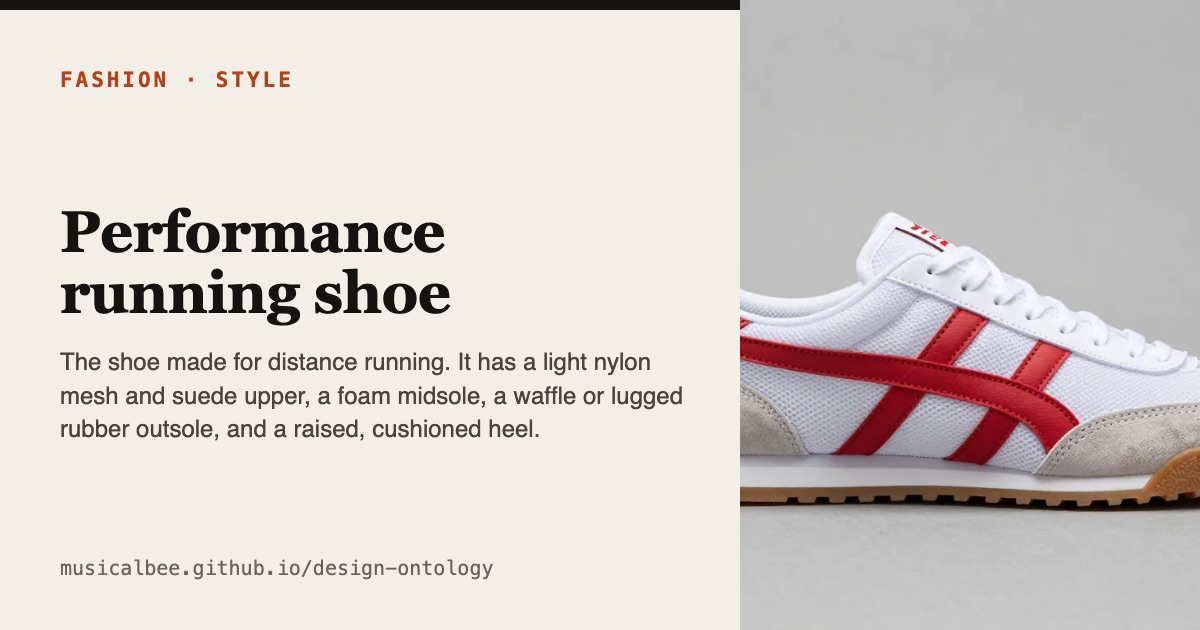 FASHION · STYLE
Performance
running shoe
The shoe made for distance running. It has a light nylon
mesh and suede upper, a foam midsole, a waffle or lugged
rubber outsole, and a raised, cushioned heel.
musicalbee.github.io/design-ontology